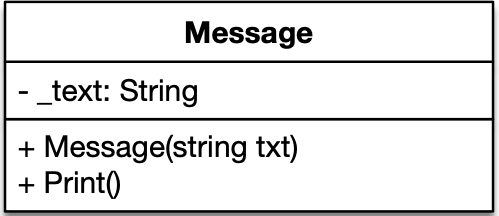 Message
- _text: String
+ Message(string txt)
+ Print()